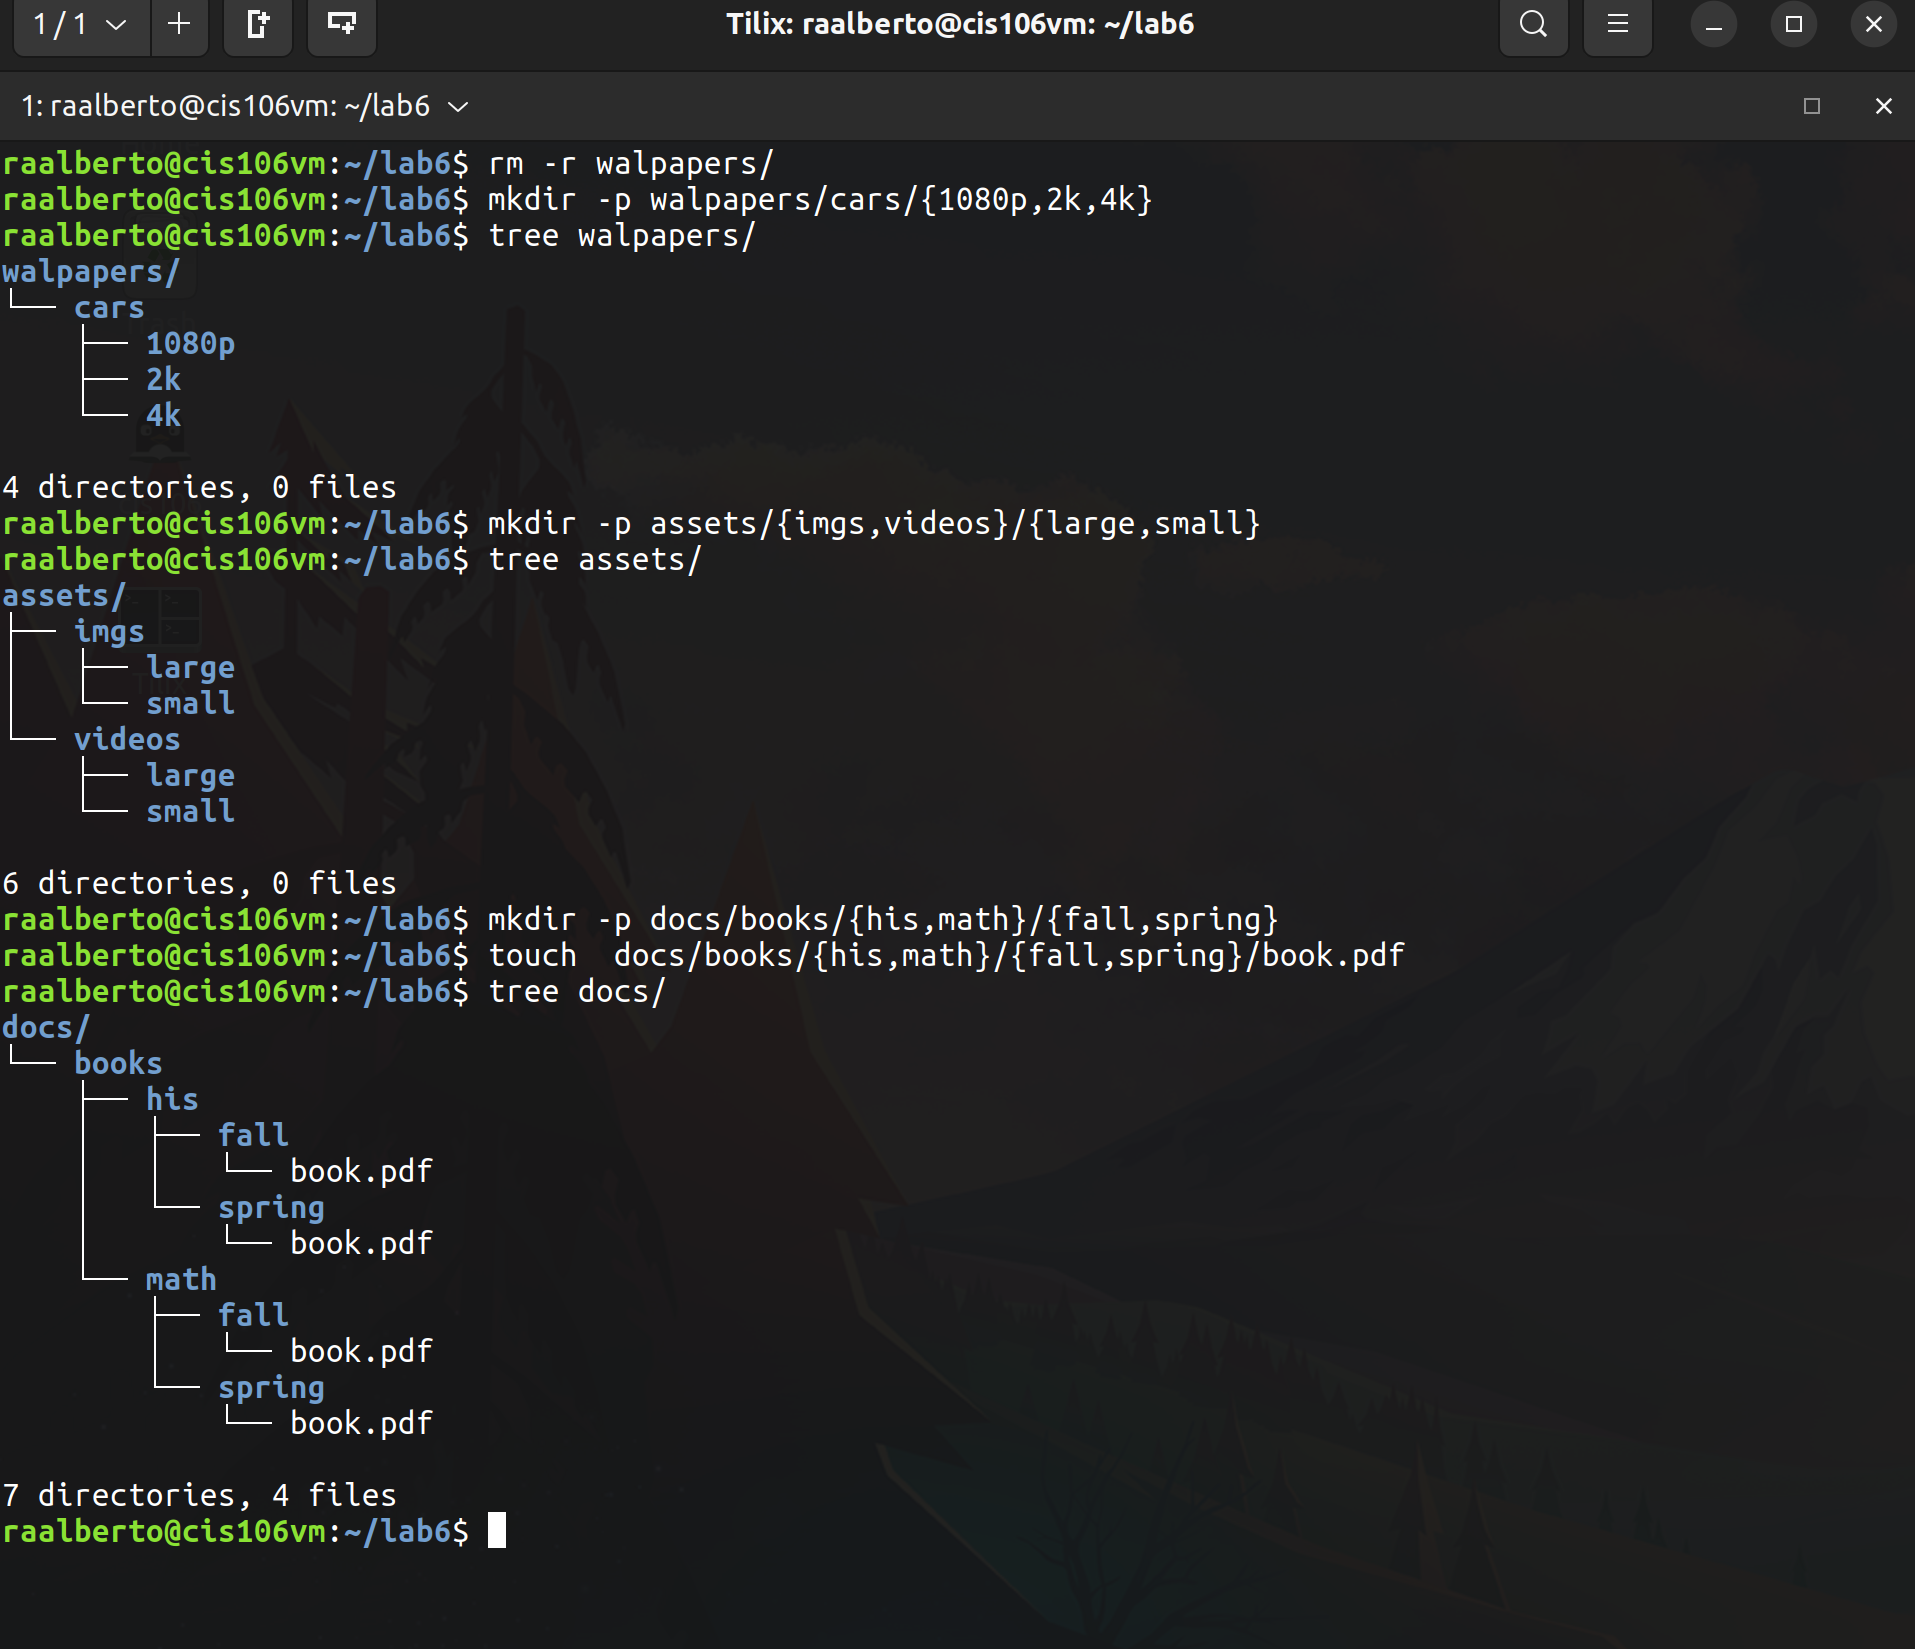 1 / 1
Tilix: raalberto@cis106vm: ~/lab6
1: raalberto@cis106vm: ~/lab6
raalberto@cis106vm:~/lab6$ rm -r walpapers/
raalberto@cis106vm:~/lab6$ mkdir -p walpapers/cars/{1080p,2k,4k}
raalberto@cis106vm:~/lab6$ tree walpapers/
walpapers/
└── cars
    ├── 1080p
    ├── 2k
    └── 4k
4 directories, 0 files
raalberto@cis106vm:~/lab6$ mkdir -p assets/{imgs,videos}/{large,small}
raalberto@cis106vm:~/lab6$ tree assets/
assets/
├── imgs
│   ├── large
│   └── small
└── videos
    ├── large
    └── small
6 directories, 0 files
raalberto@cis106vm:~/lab6$ mkdir -p docs/books/{his,math}/{fall,spring}
raalberto@cis106vm:~/lab6$ touch  docs/books/{his,math}/{fall,spring}/book.pdf
raalberto@cis106vm:~/lab6$ tree docs/
docs/
└── books
    ├── his
    │   ├── fall
    │   │   └── book.pdf
    │   └── spring
    │       └── book.pdf
    └── math
        ├── fall
        │   └── book.pdf
        └── spring
            └── book.pdf
7 directories, 4 files
raalberto@cis106vm:~/lab6$